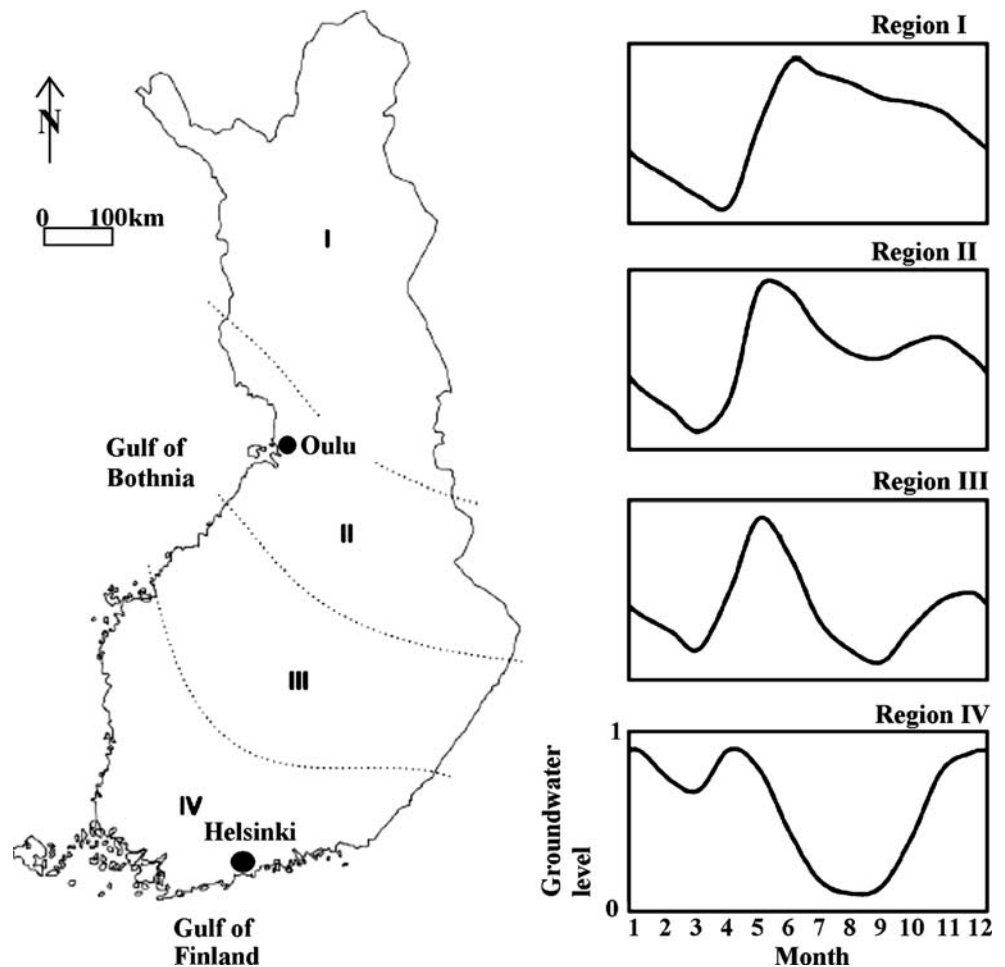 N
0 100km
I
Oulu
Gulf of
Bothnia
II
III
IV
Helsinki
Gulf of
Finland
Region I
Region II
Region III
Region IV
1
Groundwater
level
0
1 2 3 4 5 6 7 8 9 10 11 12
Month